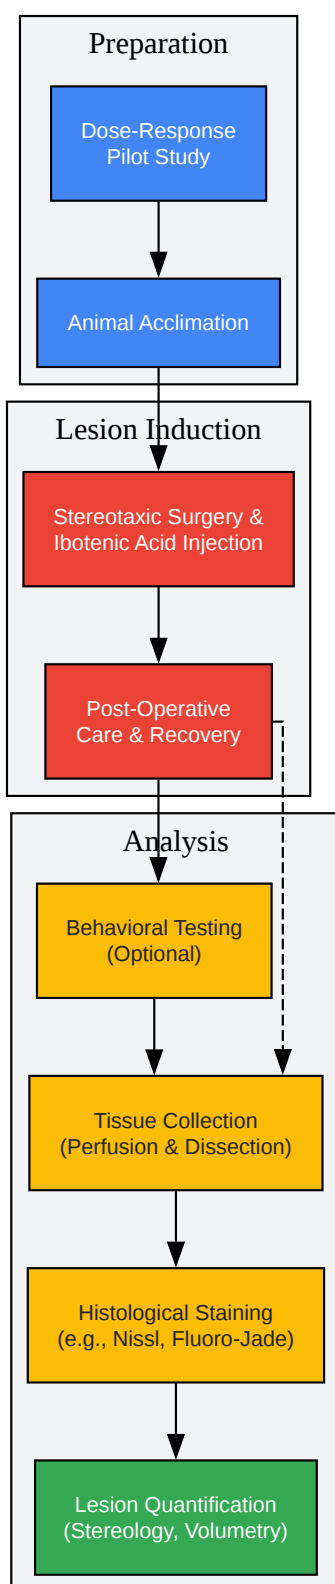 Preparation
Dose-Response
Pilot Study
Animal Acclimation
Lesion Induction
Stereotaxic Surgery &
Ibotenic Acid Injection
Post-Operative
Care & Recovery
Analysis
Behavioral Testing
(Optional)
Tissue Collection
(Perfusion & Dissection)
Histological Staining
(e.g., Nissl, Fluoro-Jade)
Lesion Quantification
(Stereology, Volumetry)